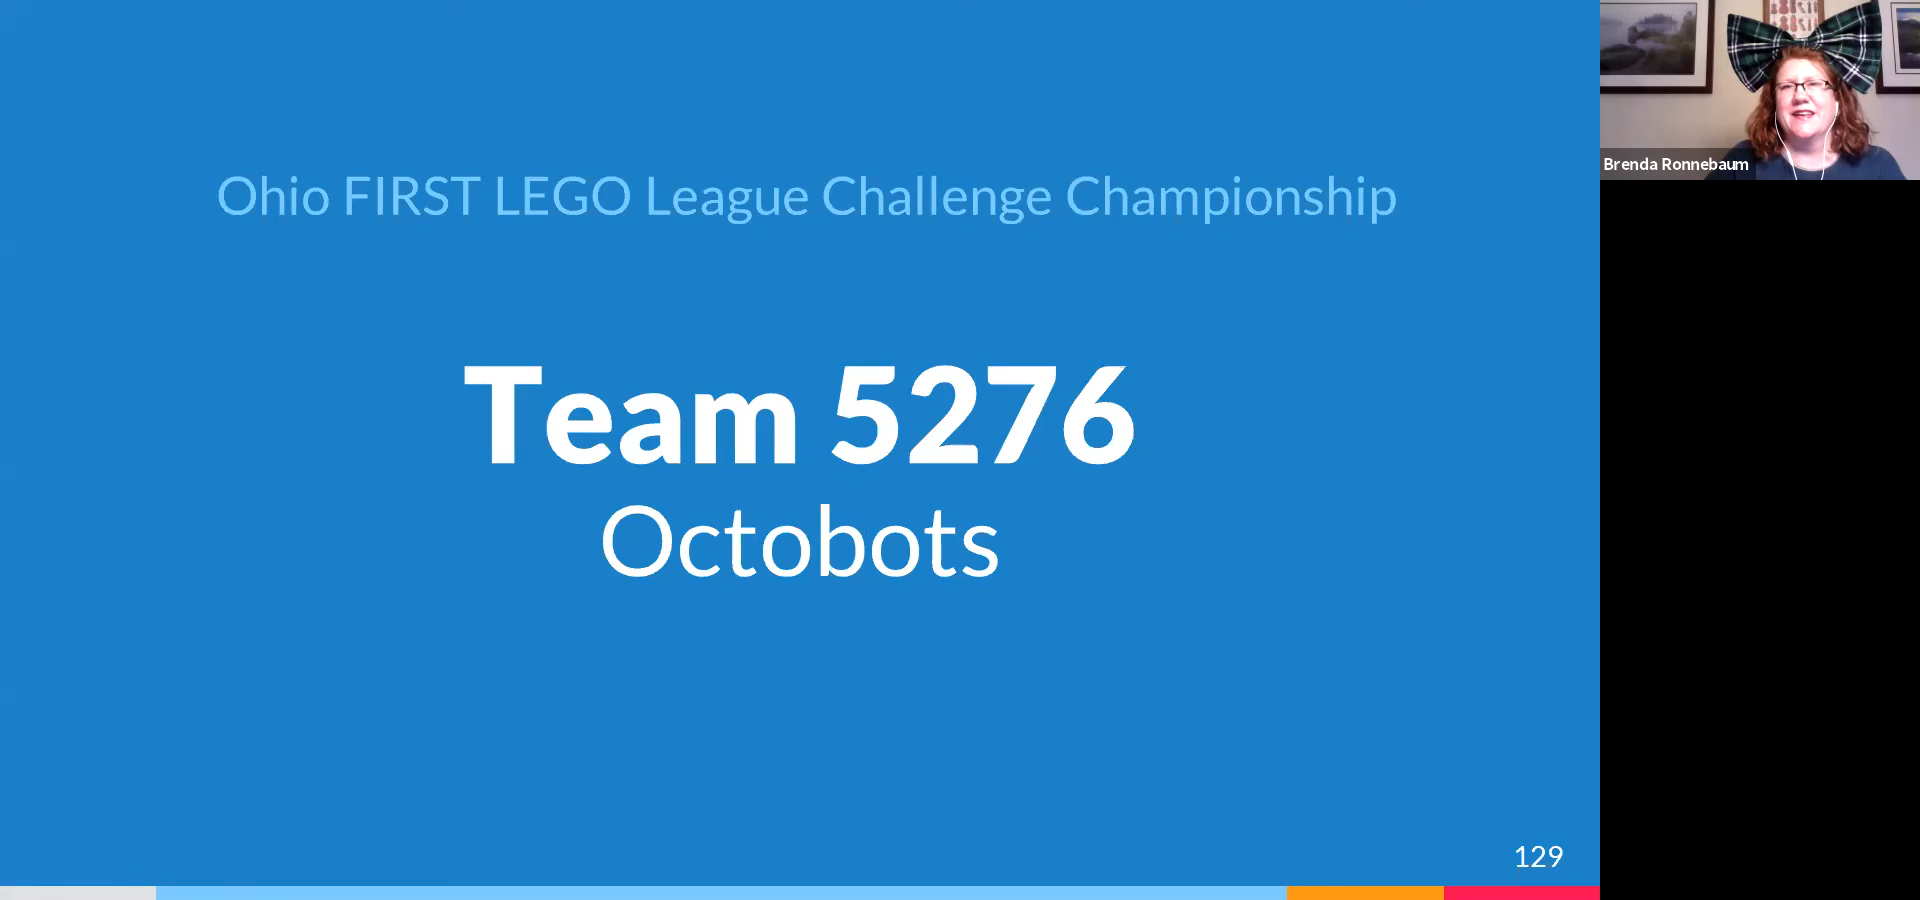 Ohio FIRST LEGO League Challenge Championship
Team 5276
Octobots
129
Brenda Ronnebaum